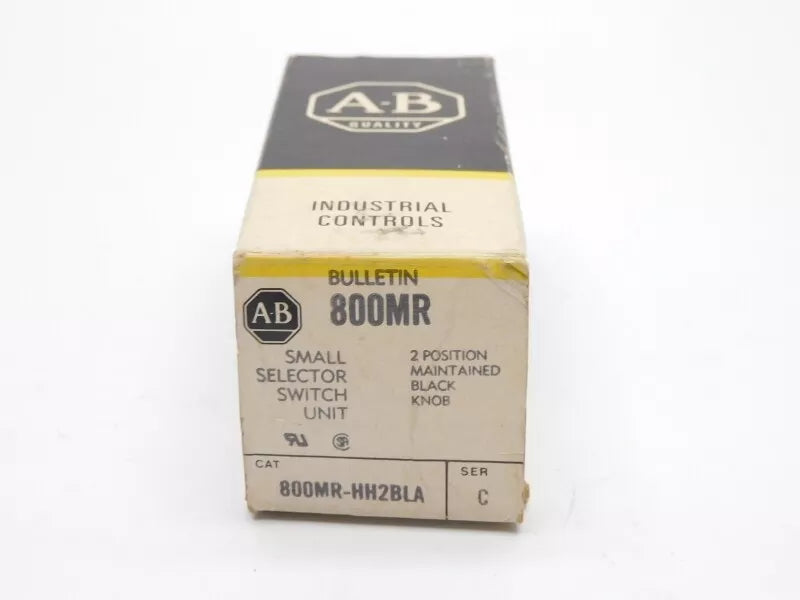 A-B
QUALITY
INDUSTRIAL
CONTROLS
BULLETIN
800MR
A-B
SMALL
SELECTOR
SWITCH
UNIT
2 POSITION
MAINTAINED
BLACK
KNOB
CAT
800MR-HH2BLA
SER
C